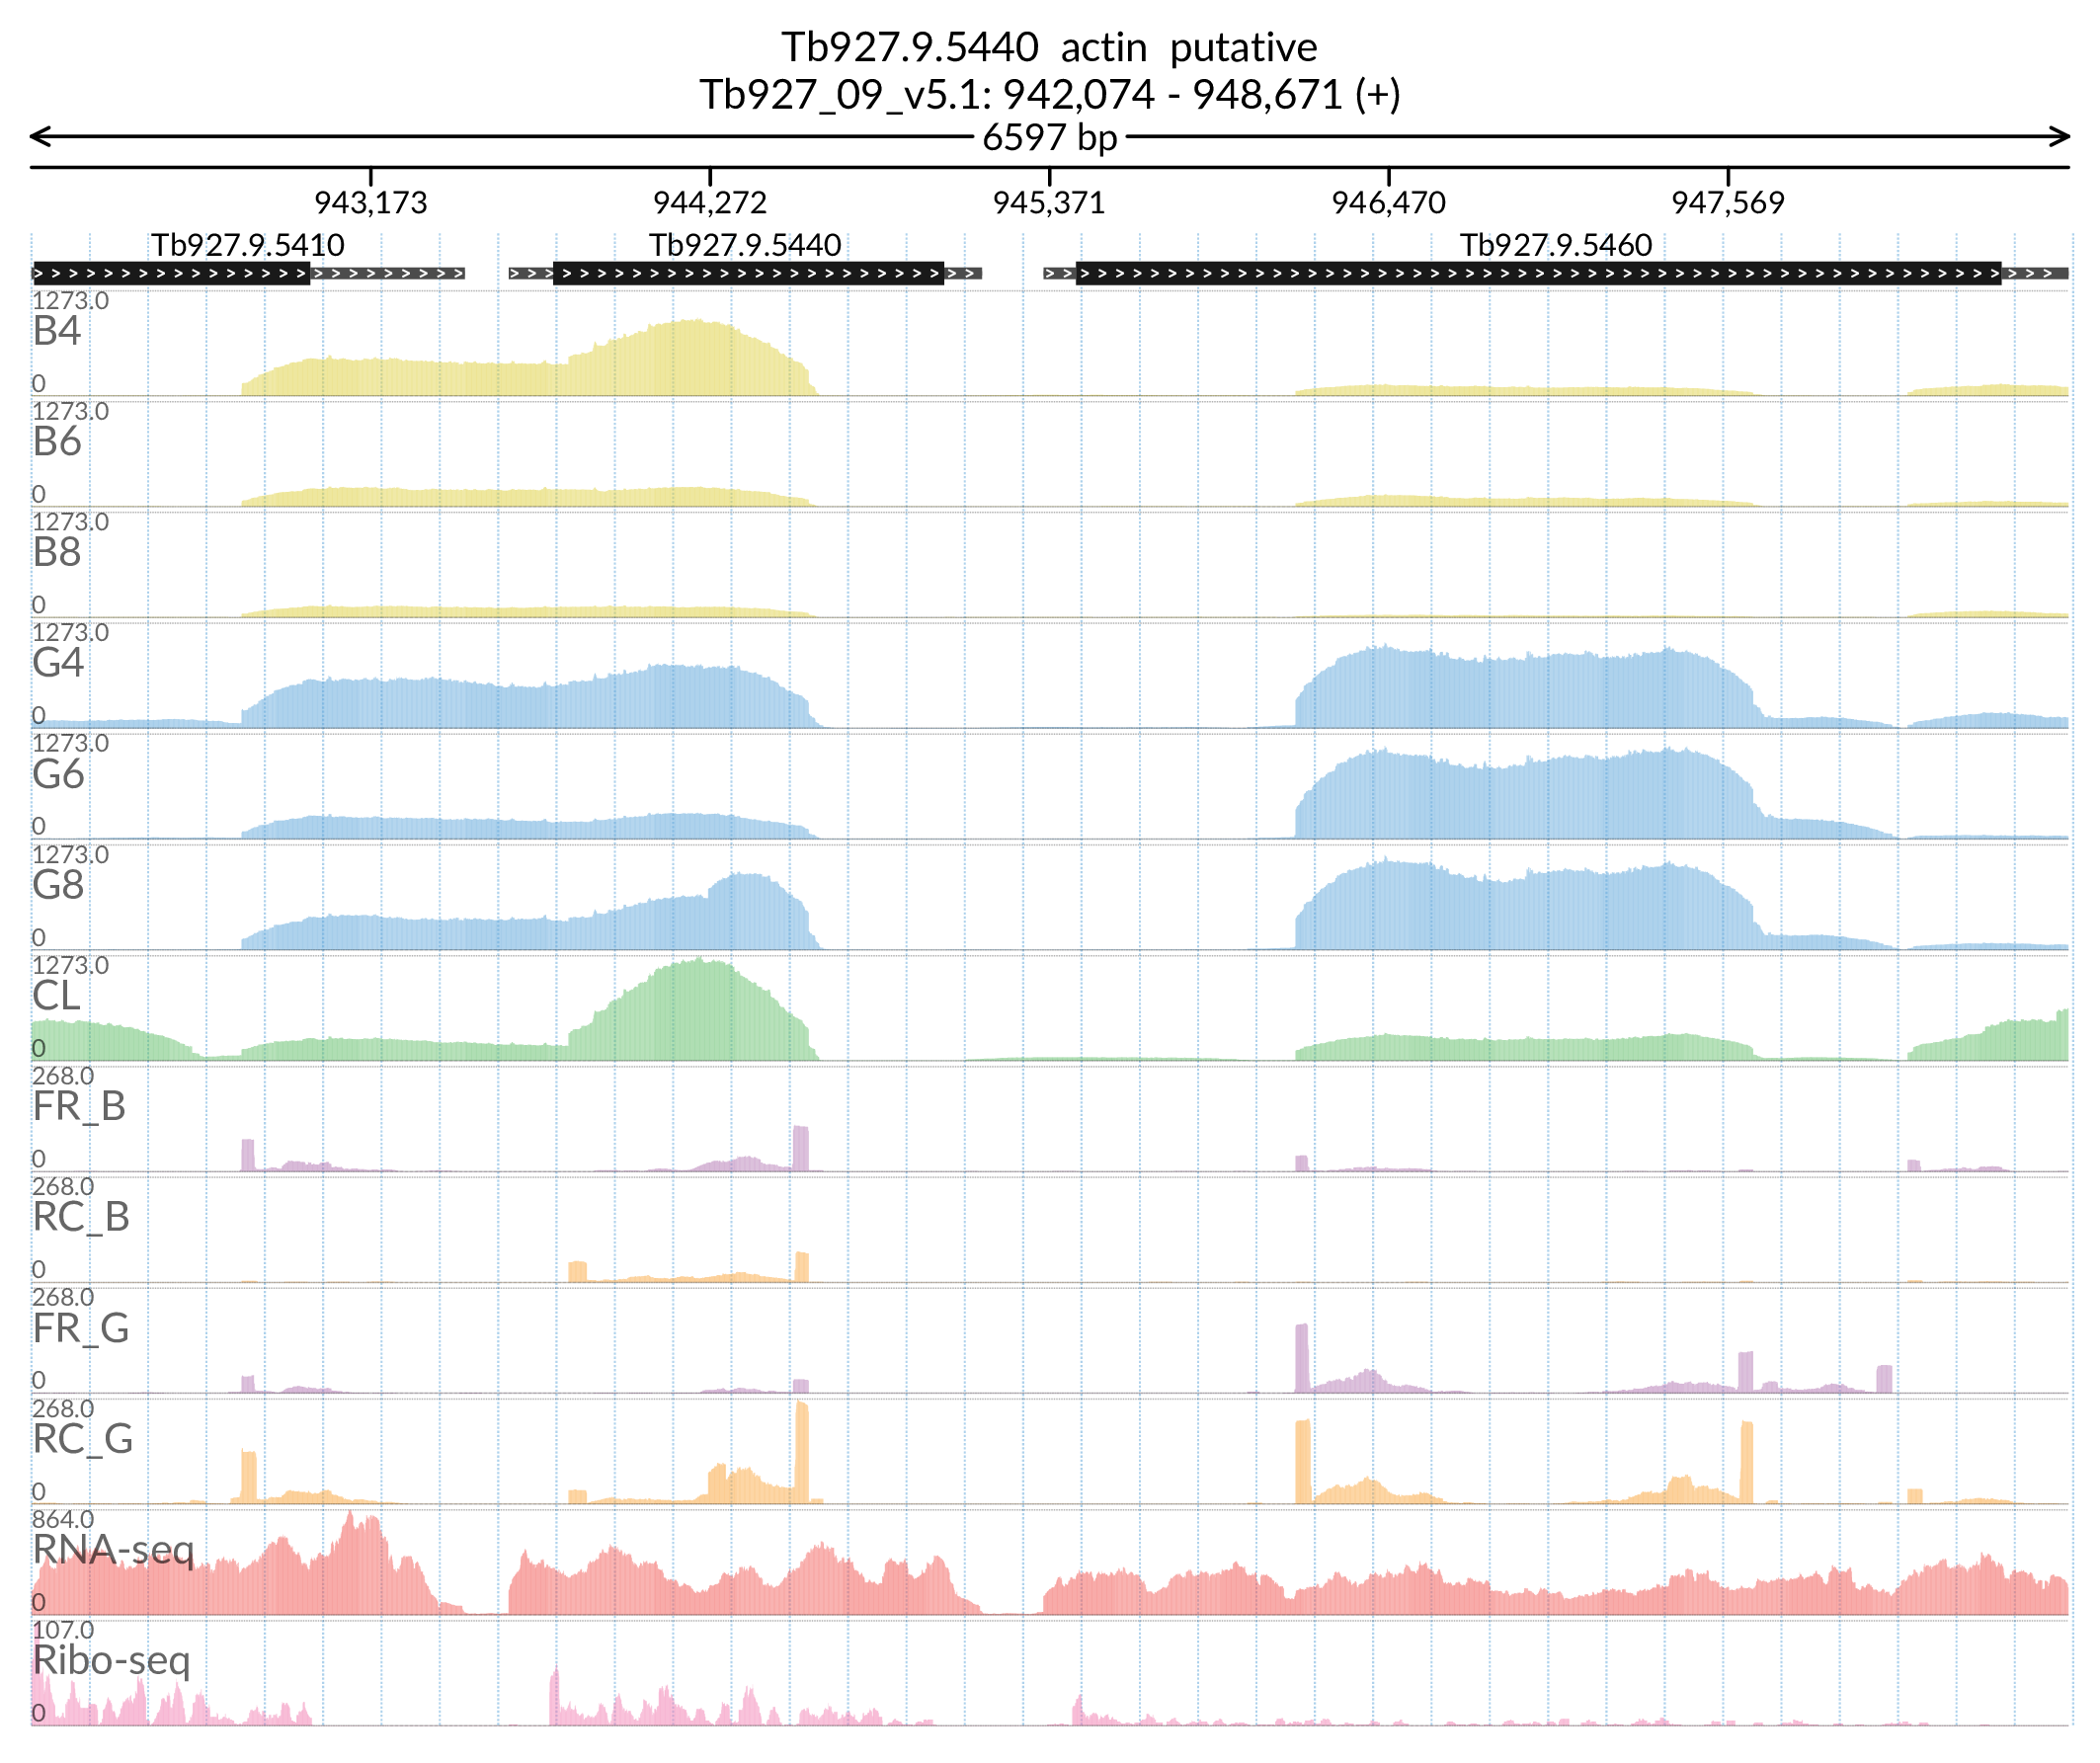 Tb927.9.5440 actin putative
Tb927_09_v5.1: 942,074 - 948,671 (+)
6597 bp
943,173 944,272 945,371 946,470 947,569
Tb927.9.5410 Tb927.9.5440 Tb927.9.5460
1273.0
B4
0
1273.0
B6
0
1273.0
B8
0
1273.0
G4
0
1273.0
G6
0
1273.0
G8
0
1273.0
CL
0
268.0
FR_B
0
268.0
RC_B
0
268.0
FR_G
0
268.0
RC_G
0
864.0
RNA-seq
0
107.0
Ribo-seq
0